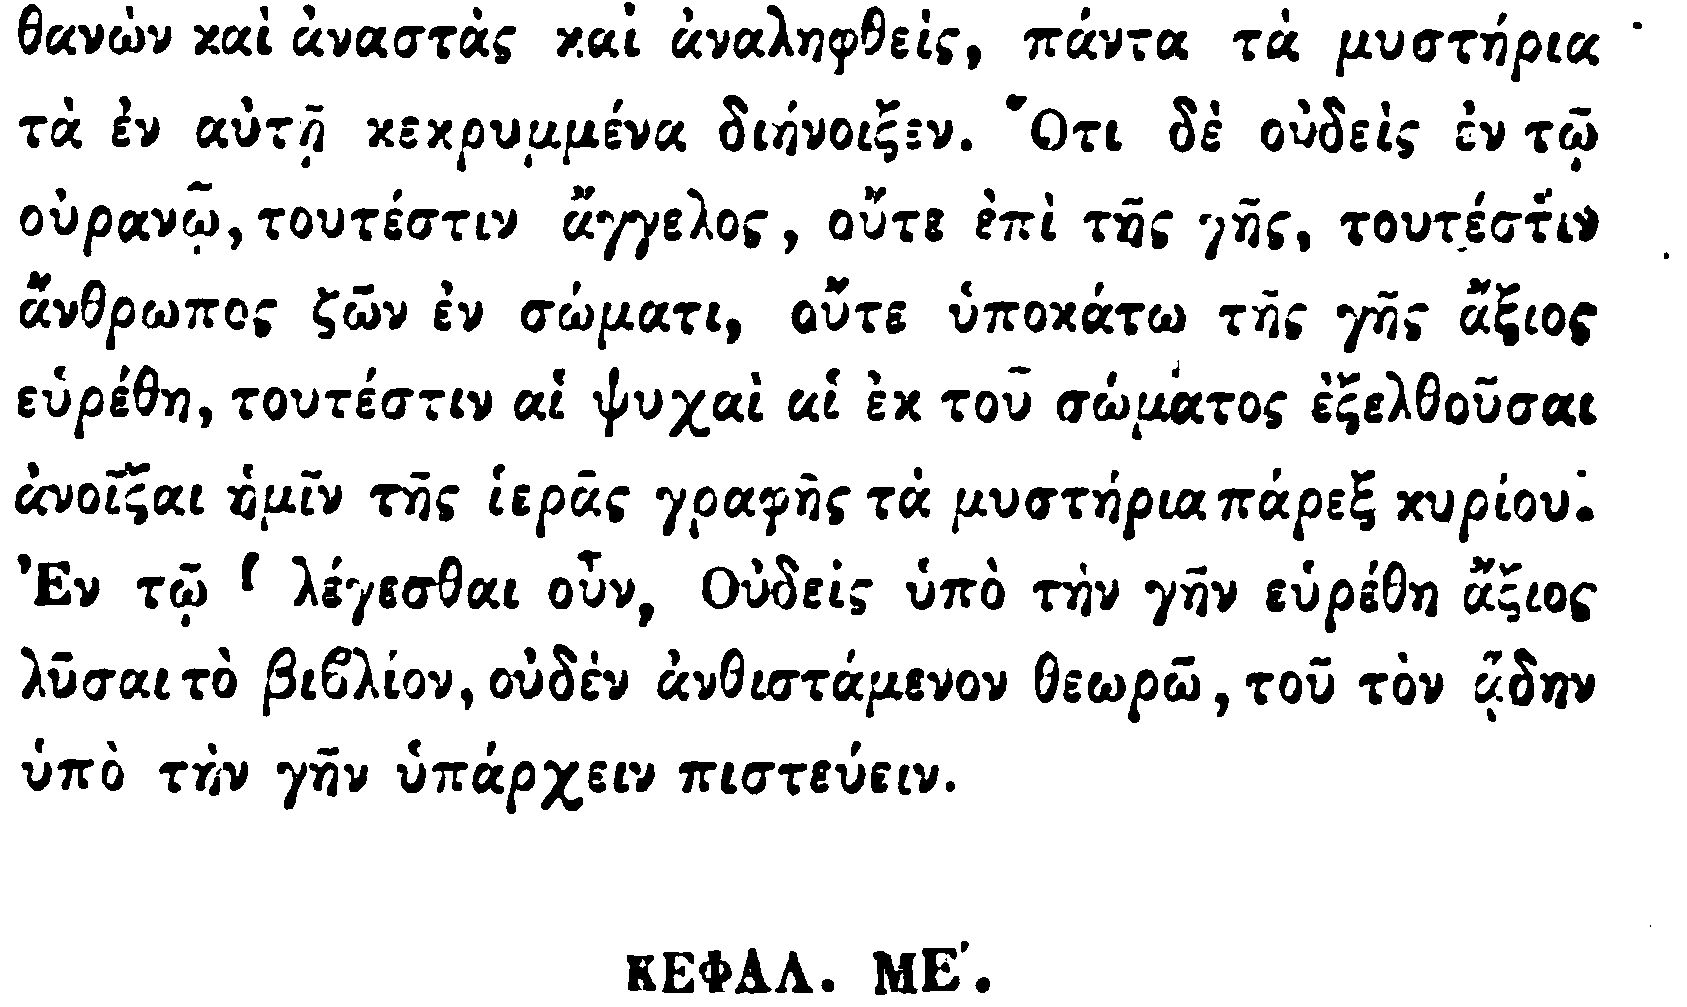 θανὼν καὶ ἀναστὰς καὶ ἀναληφθεὶς, πάντα τὰ μυστήρια
τὰ ἐν αὐτῇ κεκρυμμένα διήνοιξεν. Ὅτι δὲ οὐδεὶς ἐν τῷ
οὐρανῷ, τουτέστιν ἄγγελος, οὔτε ἐπὶ τῆς γῆς, τουτέστιν
ἄνθρωπος ζῶν ἐν σώματι, οὔτε ὑποκάτω τῆς γῆς ἄξιος
εὑρέθη, τουτέστιν αἱ ψυχαὶ αἱ ἐκ τοῦ σώματος ἐξελθοῦσαι
ἀνοῖξαι ἡμῖν τῆς ἱερᾶς γραφῆς τὰ μυστήρια πάρεξ κυρίου.
Ἐν τῷ λέγεσθαι οὖν, Οὐδεὶς ὑπὸ τὴν γῆν εὑρέθη ἄξιος
λῦσαι τὸ βιβλίον, οὐδὲν ἀνθιστάμενον θεωρῶ, τοῦ τὸν ᾅδην
ὑπὸ τὴν γῆν ὑπάρχειν πιστεύειν.
ΚΕΦΑΛ. ΜΕ΄.